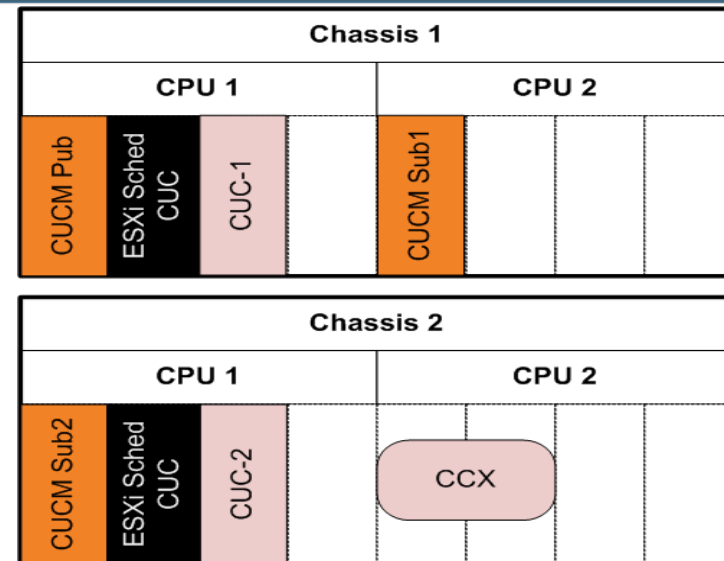 Chassis 1
CPU 1
CPU 2
CUCM Pub
ESXi Sched
CUC
CUC-1
CUCM Sub1
Chassis 2
CPU 1
CPU 2
CUCM Sub2
ESXi Sched
CUC
CUC-2
CCX